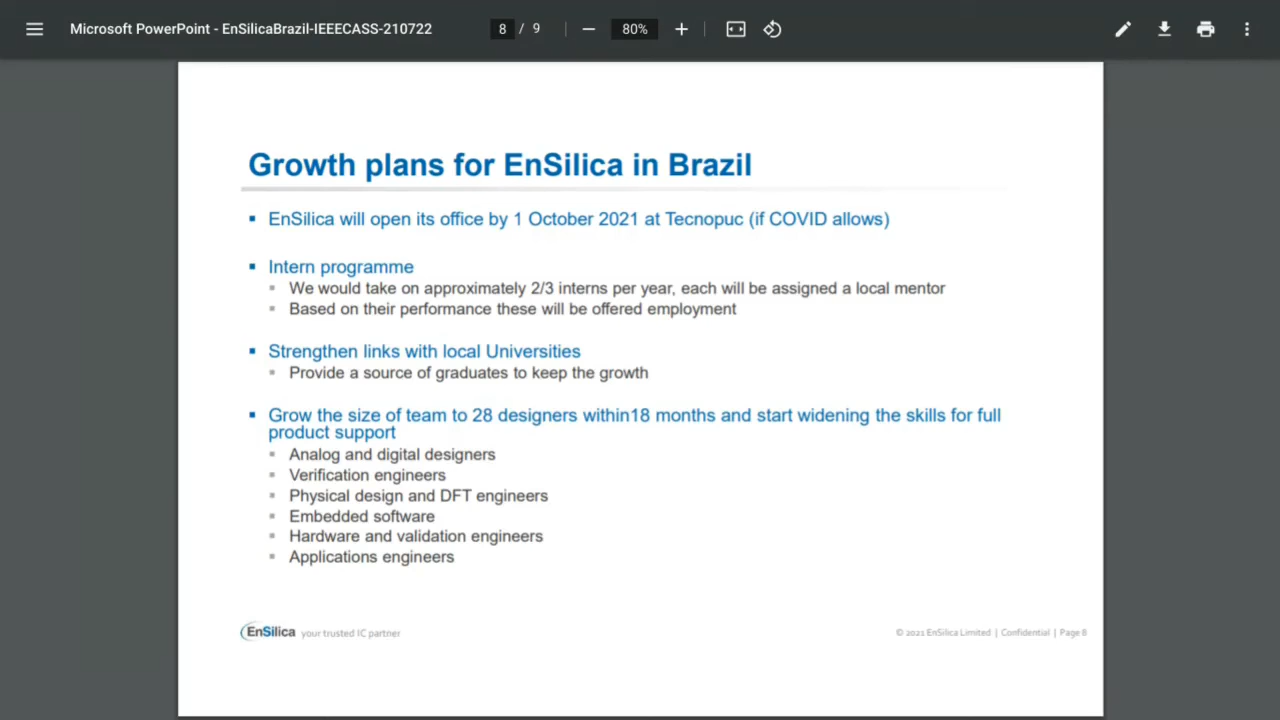 Microsoft PowerPoint - EnSilicaBrazil-IEEECASS-210722
8 / 9
80%
Growth plans for EnSilica in Brazil
EnSilica will open its office by 1 October 2021 at Tecnopuc (if COVID allows)
Intern programme
We would take on approximately 2/3 interns per year, each will be assigned a local mentor
Based on their performance these will be offered employment
Strengthen links with local Universities
Provide a source of graduates to keep the growth
Grow the size of team to 28 designers within18 months and start widening the skills for full
product support
Analog and digital designers
Verification engineers
Physical design and DFT engineers
Embedded software
Hardware and validation engineers
Applications engineers
EnSilica your trusted IC partner
© 2021 EnSilica Limited | Confidential | Page 8